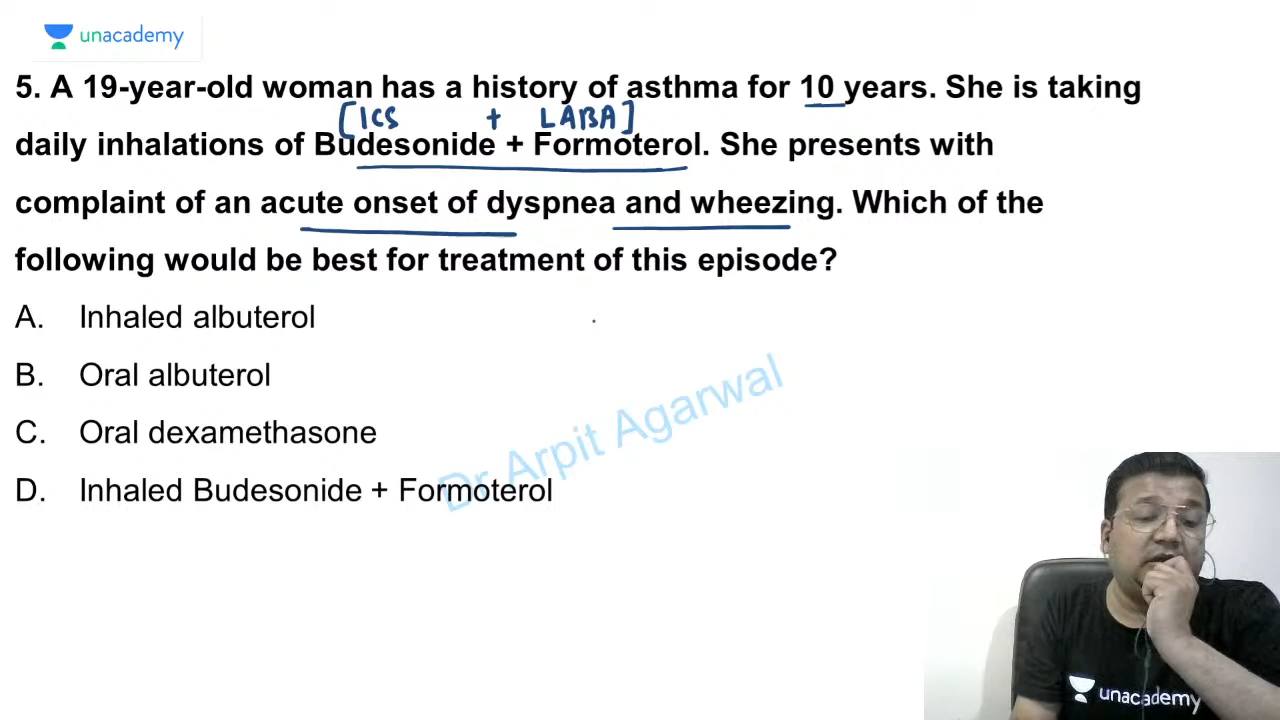 unacademy
5. A 19-year-old woman has a history of asthma for 10 years. She is taking
[ICS + LABA]
daily inhalations of Budesonide + Formoterol. She presents with
complaint of an acute onset of dyspnea and wheezing. Which of the
following would be best for treatment of this episode?
A. Inhaled albuterol
B. Oral albuterol
C. Oral dexamethasone
D. Inhaled Budesonide + Formoterol
Dr Arpit Agarwal
unacademy